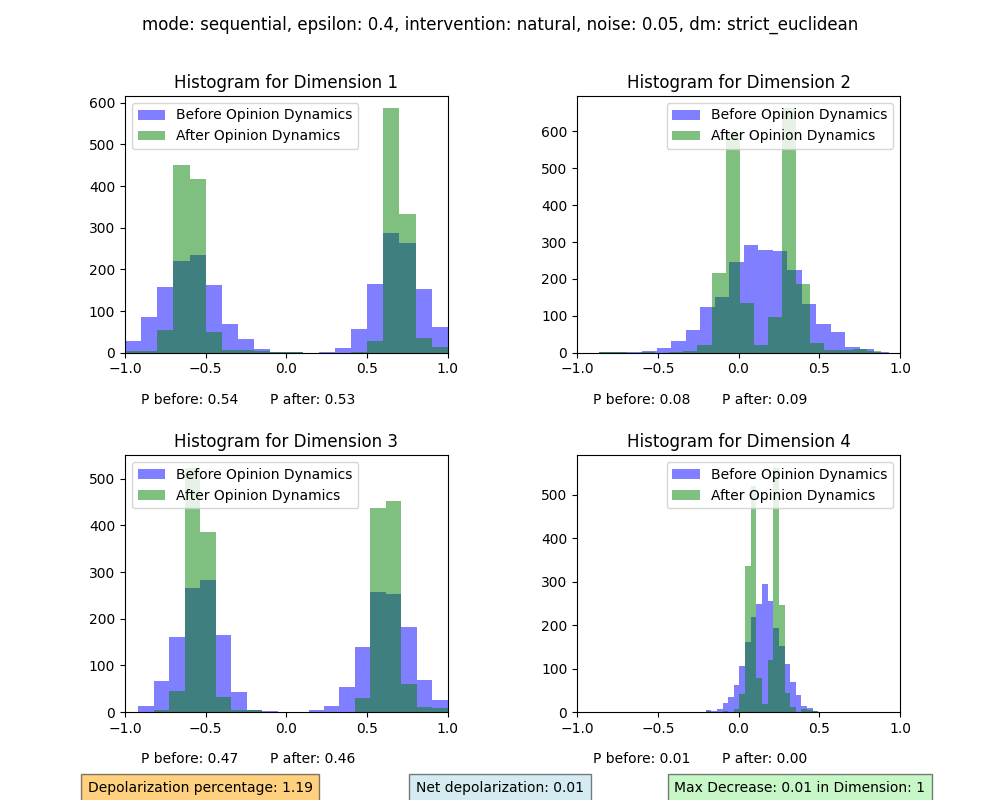 mode: sequential, epsilon: 0.4, intervention: natural, noise: 0.05, dm: strict_euclidean
Histogram for Dimension 1
Before Opinion Dynamics
After Opinion Dynamics
600
500
400
300
200
100
0
−1.0 −0.5 0.0 0.5 1.0
P before: 0.54 P after: 0.53
Histogram for Dimension 2
Before Opinion Dynamics
After Opinion Dynamics
600
500
400
300
200
100
0
−1.0 −0.5 0.0 0.5 1.0
P before: 0.08 P after: 0.09
Histogram for Dimension 3
Before Opinion Dynamics
After Opinion Dynamics
500
400
300
200
100
0
−1.0 −0.5 0.0 0.5 1.0
P before: 0.47 P after: 0.46
Histogram for Dimension 4
Before Opinion Dynamics
After Opinion Dynamics
500
400
300
200
100
0
−1.0 −0.5 0.0 0.5 1.0
P before: 0.01 P after: 0.00
Depolarization percentage: 1.19
Net depolarization: 0.01
Max Decrease: 0.01 in Dimension: 1